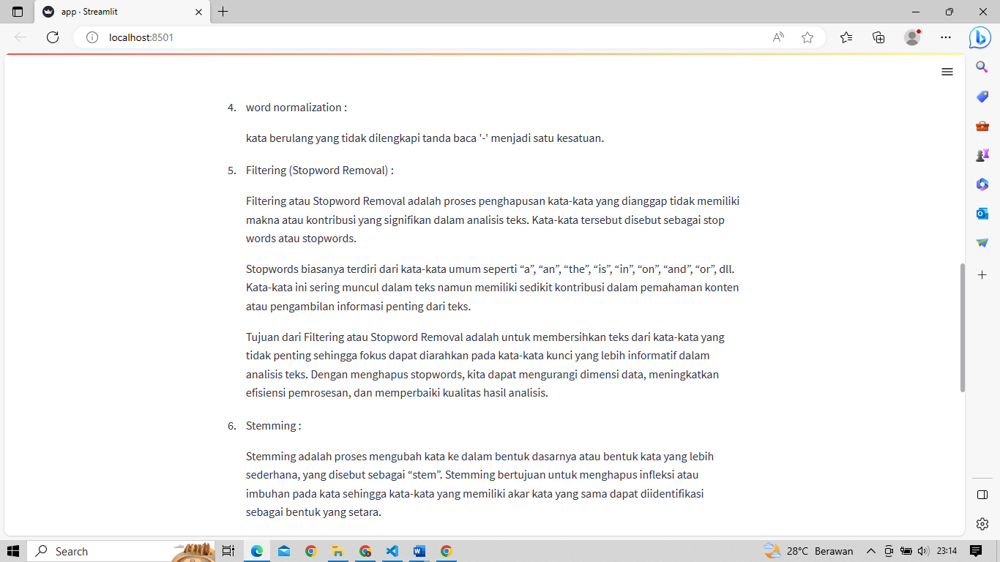 app · Streamlit
localhost:8501
4. word normalization :
kata berulang yang tidak dilengkapi tanda baca '-' menjadi satu kesatuan.
5. Filtering (Stopword Removal) :
Filtering atau Stopword Removal adalah proses penghapusan kata-kata yang dianggap tidak memiliki
makna atau kontribusi yang signifikan dalam analisis teks. Kata-kata tersebut disebut sebagai stop
words atau stopwords.
Stopwords biasanya terdiri dari kata-kata umum seperti “a”, “an”, “the”, “is”, “in”, “on”, “and”, “or”, dll.
Kata-kata ini sering muncul dalam teks namun memiliki sedikit kontribusi dalam pemahaman konten
atau pengambilan informasi penting dari teks.
Tujuan dari Filtering atau Stopword Removal adalah untuk membersihkan teks dari kata-kata yang
tidak penting sehingga fokus dapat diarahkan pada kata-kata kunci yang lebih informatif dalam
analisis teks. Dengan menghapus stopwords, kita dapat mengurangi dimensi data, meningkatkan
efisiensi pemrosesan, dan memperbaiki kualitas hasil analisis.
6. Stemming :
Stemming adalah proses mengubah kata ke dalam bentuk dasarnya atau bentuk kata yang lebih
sederhana, yang disebut sebagai “stem”. Stemming bertujuan untuk menghapus infleksi atau
imbuhan pada kata sehingga kata-kata yang memiliki akar kata yang sama dapat diidentifikasi
sebagai bentuk yang setara.
Search
28°C Berawan
23:14